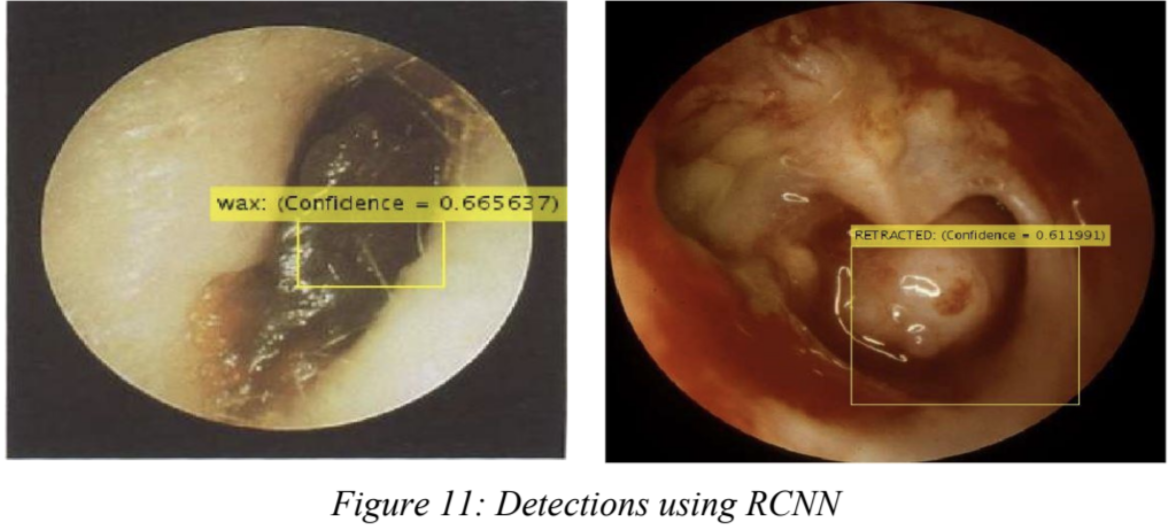 wax: (Confidence = 0.665637)
RETRACTED: (Confidence = 0.611991)
Figure 11: Detections using RCNN